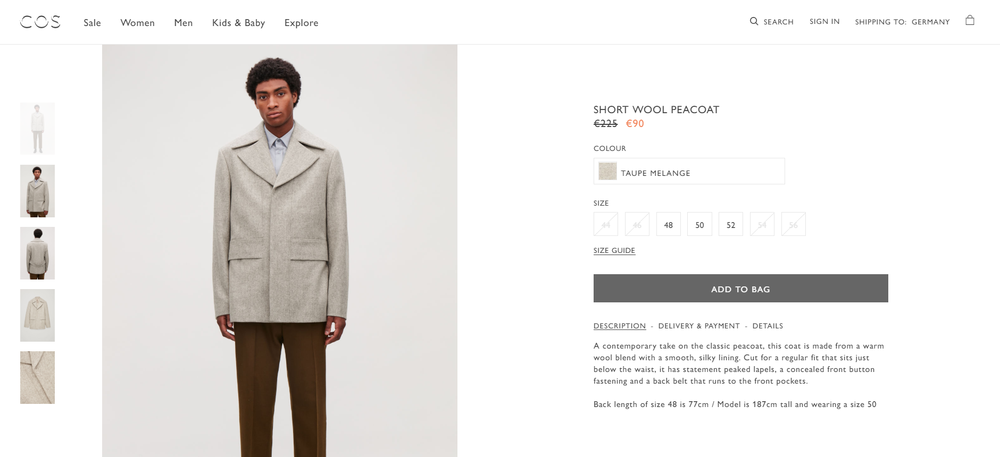 COS
Sale Women Men Kids & Baby Explore
SEARCH SIGN IN SHIPPING TO: GERMANY
SHORT WOOL PEACOAT
€225 €90
COLOUR
TAUPE MELANGE
SIZE
44 46 48 50 52 54 56
SIZE GUIDE
ADD TO BAG
DESCRIPTION - DELIVERY & PAYMENT - DETAILS
A contemporary take on the classic peacoat, this coat is made from a warm
wool blend with a smooth, silky lining. Cut for a regular fit that sits just
below the waist, it has statement peaked lapels, a concealed front button
fastening and a back belt that runs to the front pockets.
Back length of size 48 is 77cm / Model is 187cm tall and wearing a size 50